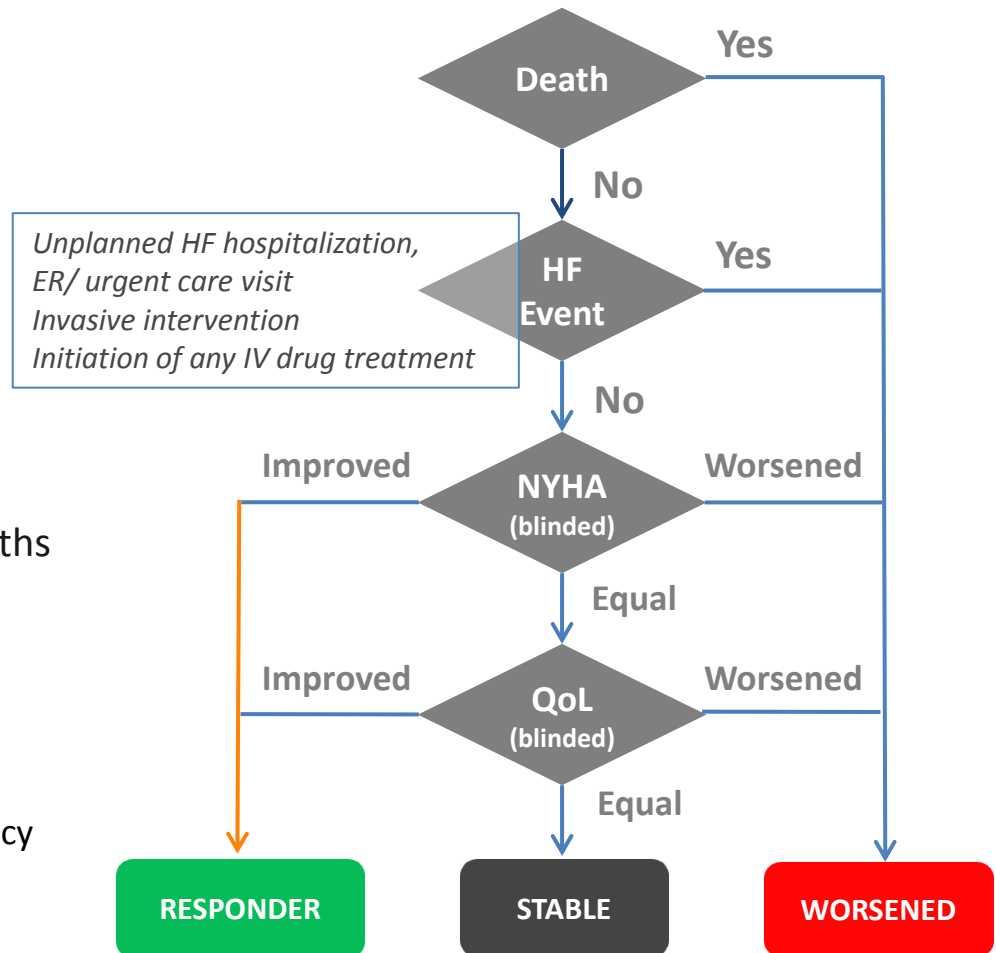 Death
Yes
No
Unplanned HF hospitalization,
ER/ urgent care visit
Invasive intervention
Initiation of any IV drug treatment
HF
Event
Yes
No
Improved
NYHA
(blinded)
Worsened
ths
Equal
Improved
QoL
(blinded)
Worsened
Equal
cy
RESPONDER
STABLE
WORSENED